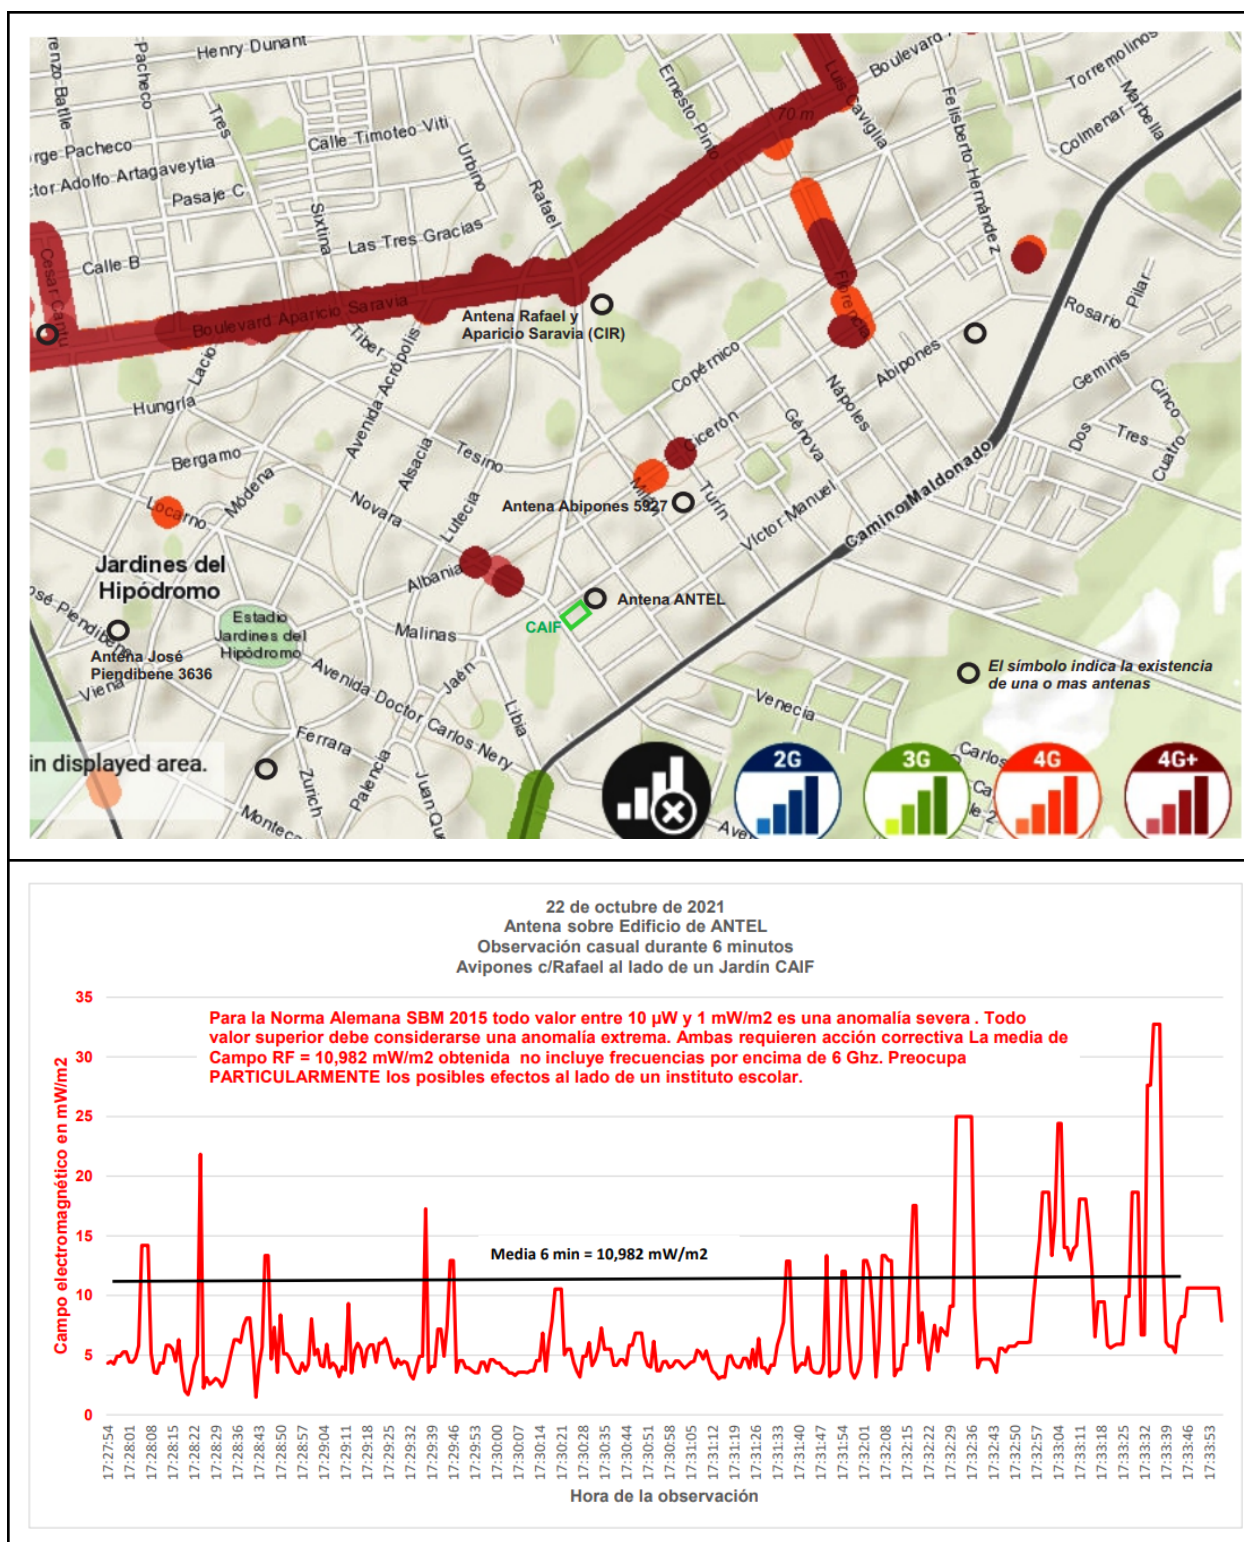 Henry Dunant
renzo Batlle
Pacheco
Tres
Calle Timoteo Viti
rge Pacheco
tor Adolfo Artagaveytia
Pasaje C
Urbino
Sixtina
Las Tres Gracias
Rafael
Calle B
Cesar Cantu
Boulevard Aparicio Saravia
Ernesto Pinto
170 m
Luis Caviglia
Boulevard
Torremolinos
Felisberto Hernández
Marbella
Colmenar
Florencia
Antena Rafael y
Aparicio Saravia (CIR)
Tiber
Lacio
Avenida Acrópolis
Hungría
Copérnico
Abipones
Rosario
Pilar
Geminis
Cinco
Bergamo
Alsacia
Tesino
Cicerón
Génova
Nápoles
Dos
Tres
Cuatro
Locarno
Módena
Novara
Lutecia
Milán
Turín
Antena Abipones 5927
Víctor Manuel
Camino Maldonado
Jardines del
Hipódromo
Albania
Antena ANTEL
CAIF
José Piendibene
Estadio
Jardines del
Hipódromo
Malinas
Antena José
Piendibene 3636
Viena
Jaén
El símbolo indica la existencia
de una o mas antenas
Avenida Doctor Carlos Nery
Libia
Venecia
Ferrara
Zurich
Palencia
Juan Qu
Carlos
Ca
le 2
in displayed area.
Monteca
Ave
2G
3G
4G
4G+
22 de octubre de 2021
Antena sobre Edificio de ANTEL
Observación casual durante 6 minutos
Avipones c/Rafael al lado de un Jardín CAIF
Para la Norma Alemana SBM 2015 todo valor entre 10 µW y 1 mW/m2 es una anomalía severa . Todo
valor superior debe considerarse una anomalía extrema. Ambas requieren acción correctiva La media de
Campo RF = 10,982 mW/m2 obtenida no incluye frecuencias por encima de 6 Ghz. Preocupa
PARTICULARMENTE los posibles efectos al lado de un instituto escolar.
Campo electromagnético en mW/m2
35
30
25
20
15
10
5
0
Media 6 min = 10,982 mW/m2
17:27:54
17:28:01
17:28:08
17:28:15
17:28:22
17:28:29
17:28:36
17:28:43
17:28:50
17:28:57
17:29:04
17:29:11
17:29:18
17:29:25
17:29:32
17:29:39
17:29:46
17:29:53
17:30:00
17:30:07
17:30:14
17:30:21
17:30:28
17:30:35
17:30:44
17:30:51
17:30:58
17:31:05
17:31:12
17:31:19
17:31:26
17:31:33
17:31:40
17:31:47
17:31:54
17:32:01
17:32:08
17:32:15
17:32:22
17:32:29
17:32:36
17:32:43
17:32:50
17:32:57
17:33:04
17:33:11
17:33:18
17:33:25
17:33:32
17:33:39
17:33:46
17:33:53
Hora de la observación